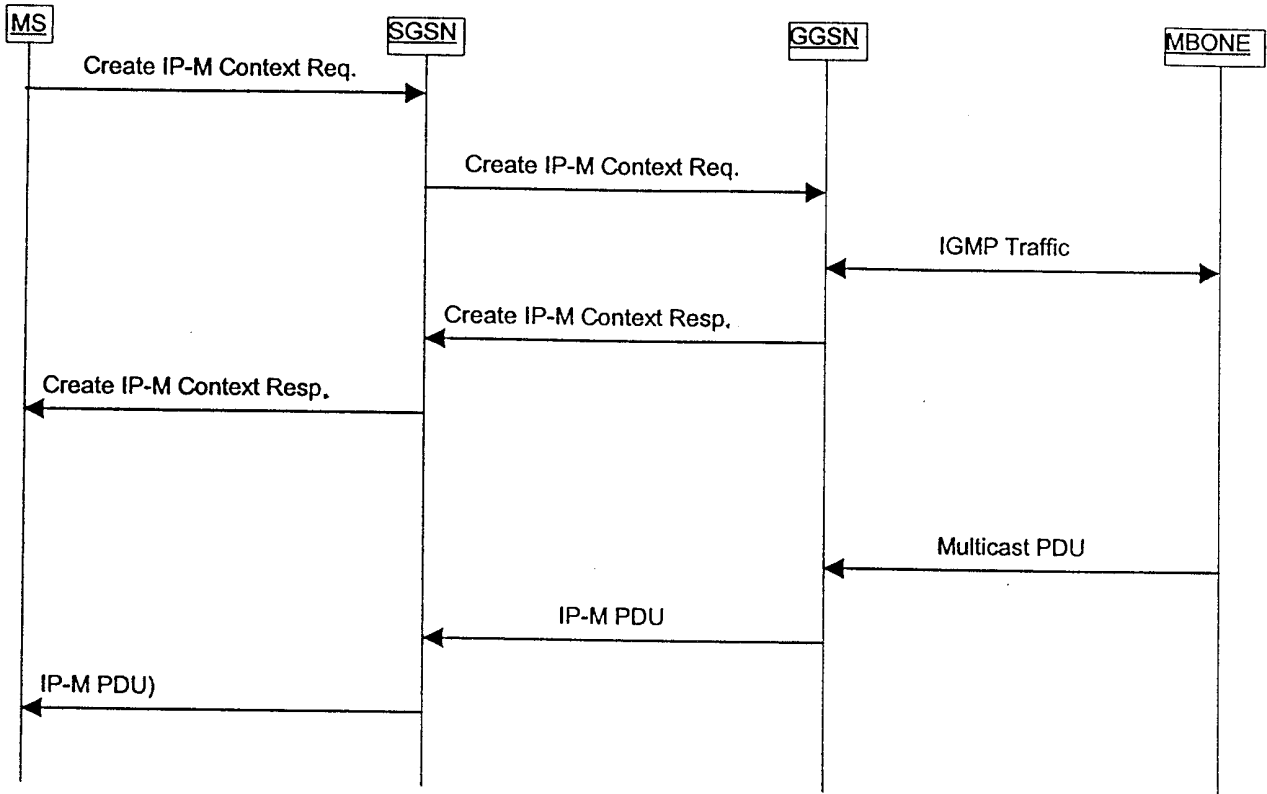 MS
SGSN
GGSN
MBONE
Create IP-M Context Req.
Create IP-M Context Req.
IGMP Traffic
Create IP-M Context Resp.
Create IP-M Context Resp.
Multicast PDU
IP-M PDU
IP-M PDU)